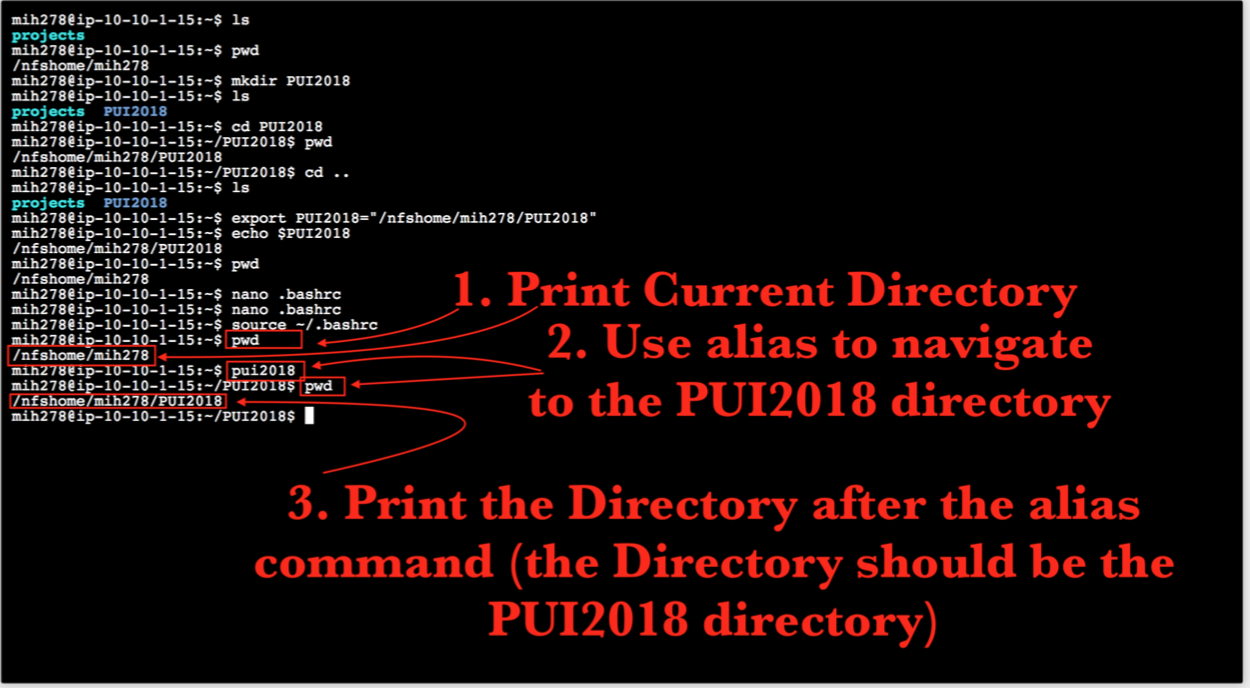 mih278@ip-10-10-1-15:~$ ls
projects
mih278@ip-10-10-1-15:~$ pwd
/nfshome/mih278
mih278@ip-10-10-1-15:~$ mkdir PUI2018
mih278@ip-10-10-1-15:~$ ls
projects  PUI2018
mih278@ip-10-10-1-15:~$ cd PUI2018
mih278@ip-10-10-1-15:~/PUI2018$ pwd
/nfshome/mih278/PUI2018
mih278@ip-10-10-1-15:~/PUI2018$ cd ..
mih278@ip-10-10-1-15:~$ ls
projects  PUI2018
mih278@ip-10-10-1-15:~$ export PUI2018="/nfshome/mih278/PUI2018"
mih278@ip-10-10-1-15:~$ echo $PUI2018
/nfshome/mih278/PUI2018
mih278@ip-10-10-1-15:~$ pwd
/nfshome/mih278
mih278@ip-10-10-1-15:~$ nano .bashrc
mih278@ip-10-10-1-15:~$ nano .bashrc
mih278@ip-10-10-1-15:~$ source ~/.bashrc
mih278@ip-10-10-1-15:~$ pwd
/nfshome/mih278
mih278@ip-10-10-1-15:~$ pui2018
mih278@ip-10-10-1-15:~/PUI2018$ pwd
/nfshome/mih278/PUI2018
mih278@ip-10-10-1-15:~/PUI2018$
1. Print Current Directory
2. Use alias to navigate
to the PUI2018 directory
3. Print the Directory after the alias
command (the Directory should be the
PUI2018 directory)